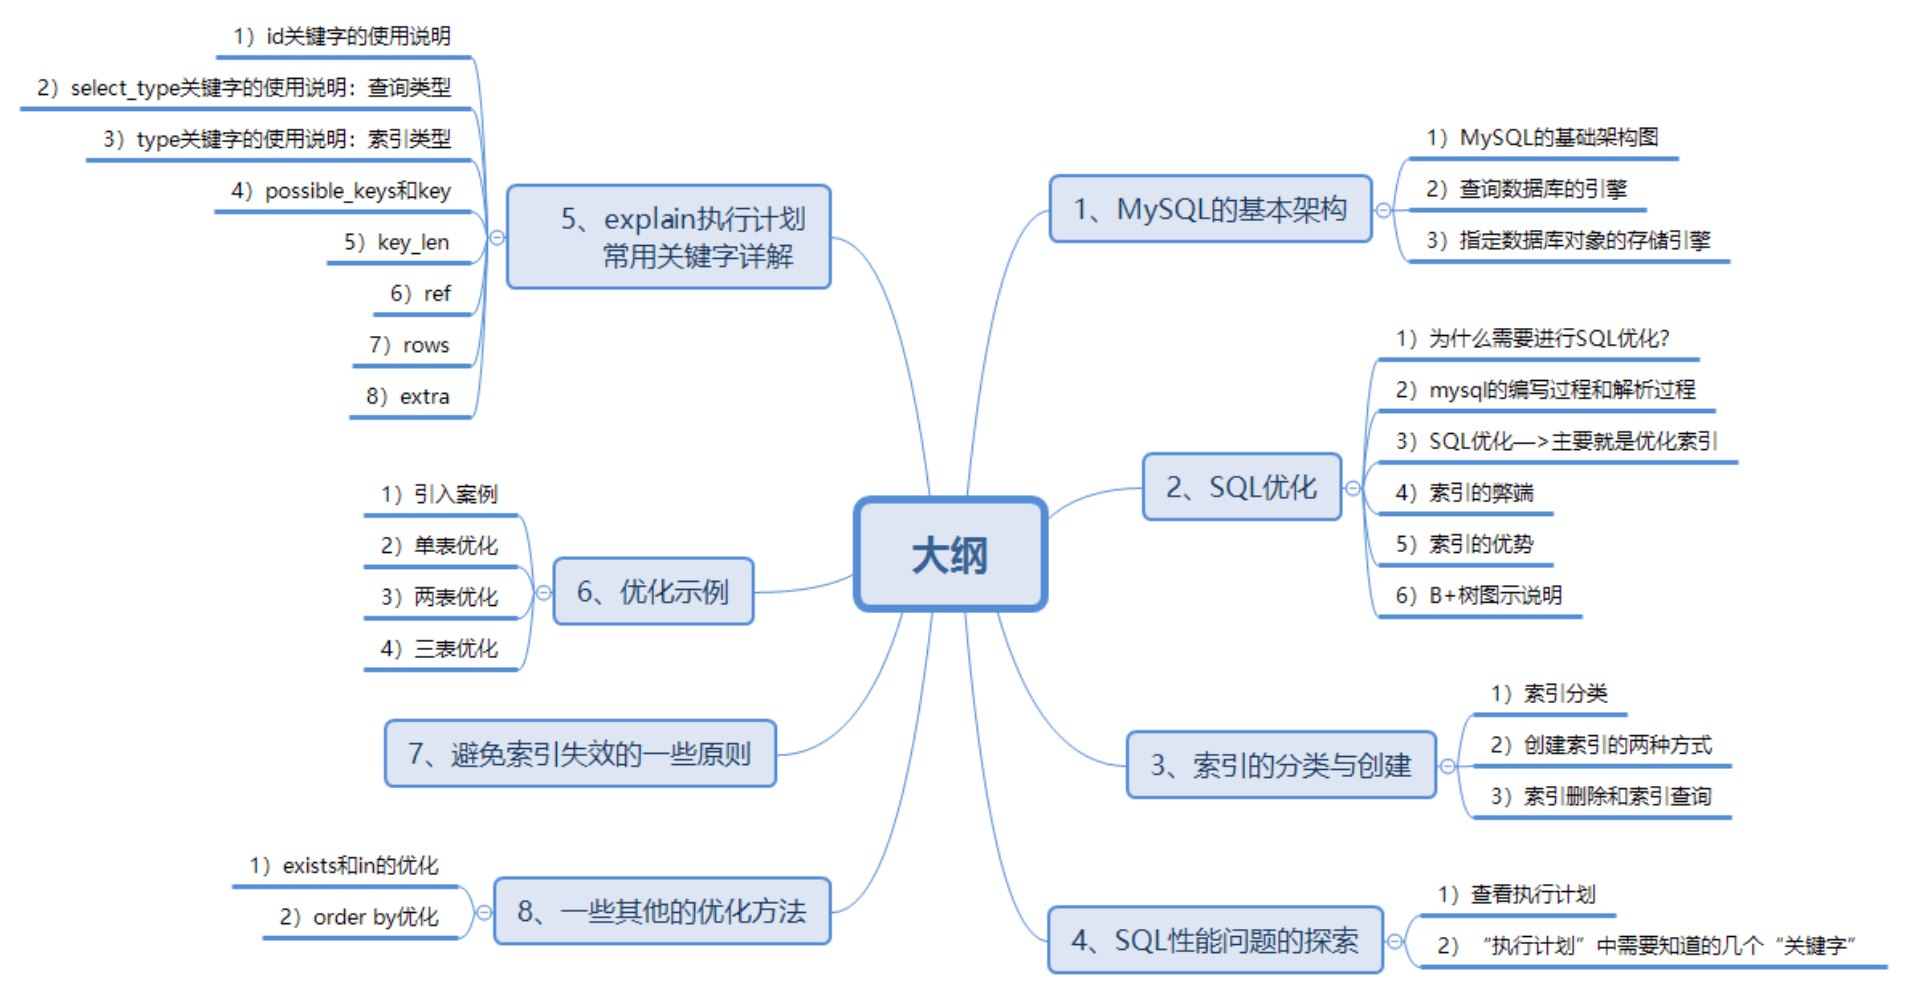 大纲
1、MySQL的基本架构
1）MySQL的基础架构图
2）查询数据库的引擎
3）指定数据库对象的存储引擎
2、SQL优化
1）为什么需要进行SQL优化？
2）mysql的编写过程和解析过程
3）SQL优化—>主要就是优化索引
4）索引的弊端
5）索引的优势
6）B+树图示说明
3、索引的分类与创建
1）索引分类
2）创建索引的两种方式
3）索引删除和索引查询
4、SQL性能问题的探索
1）查看执行计划
2）“执行计划”中需要知道的几个“关键字”
5、explain执行计划
常用关键字详解
1）id关键字的使用说明
2）select_type关键字的使用说明：查询类型
3）type关键字的使用说明：索引类型
4）possible_keys和key
5）key_len
6）ref
7）rows
8）extra
6、优化示例
1）引入案例
2）单表优化
3）两表优化
4）三表优化
7、避免索引失效的一些原则
8、一些其他的优化方法
1）exists和in的优化
2）order by优化